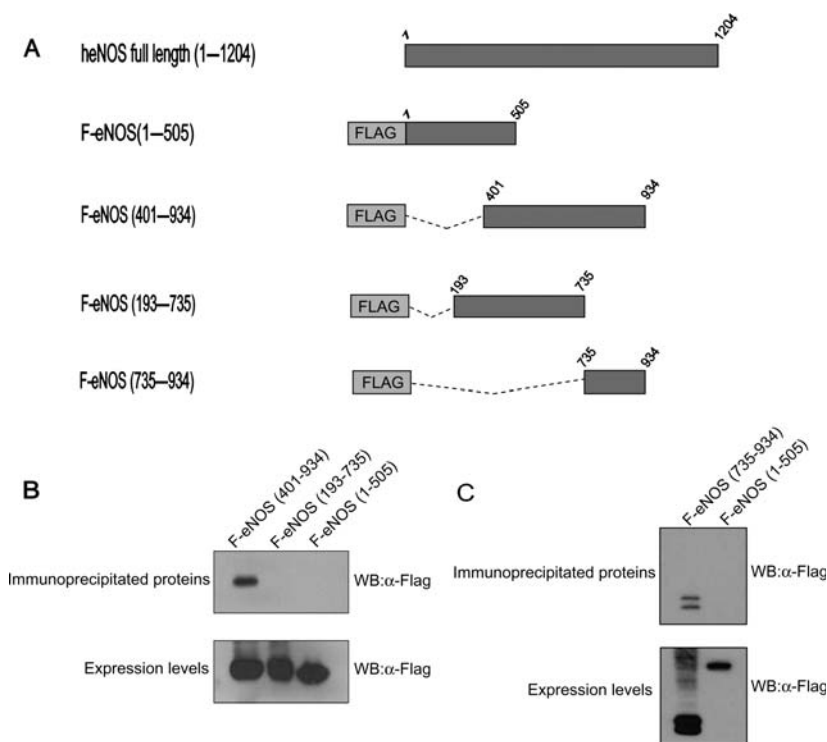 A
heNOS full length (1—1204)
1
1204
F-eNOS(1—505)
FLAG
1
505
F-eNOS (401—934)
FLAG
401
934
F-eNOS (193—735)
FLAG
193
735
F-eNOS (735—934)
FLAG
735
934
B
F-eNOS (401-934)
F-eNOS (193-735)
F-eNOS (1-505)
Immunoprecipitated proteins
WB:α-Flag
Expression levels
WB:α-Flag
C
F-eNOS (735-934)
F-eNOS (1-505)
Immunoprecipitated proteins
WB:α-Flag
Expression levels
WB:α-Flag